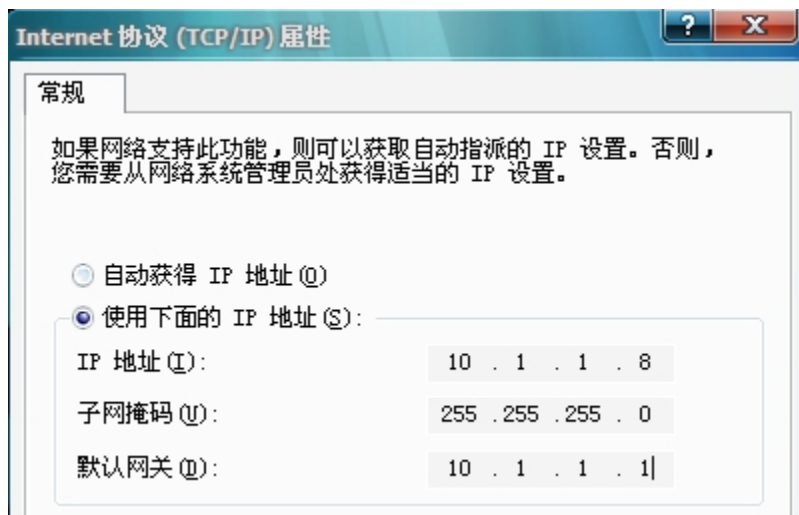 Internet 协议 (TCP/IP) 属性
?
X
常规
如果网络支持此功能，则可以获取自动指派的 IP 设置。否则，
您需要从网络系统管理员处获得适当的 IP 设置。
自动获得 IP 地址(O)
使用下面的 IP 地址(S):
IP 地址(I): 10 . 1 . 1 . 8
子网掩码(U): 255 .255 .255 . 0
默认网关(D): 10 . 1 . 1 . 1